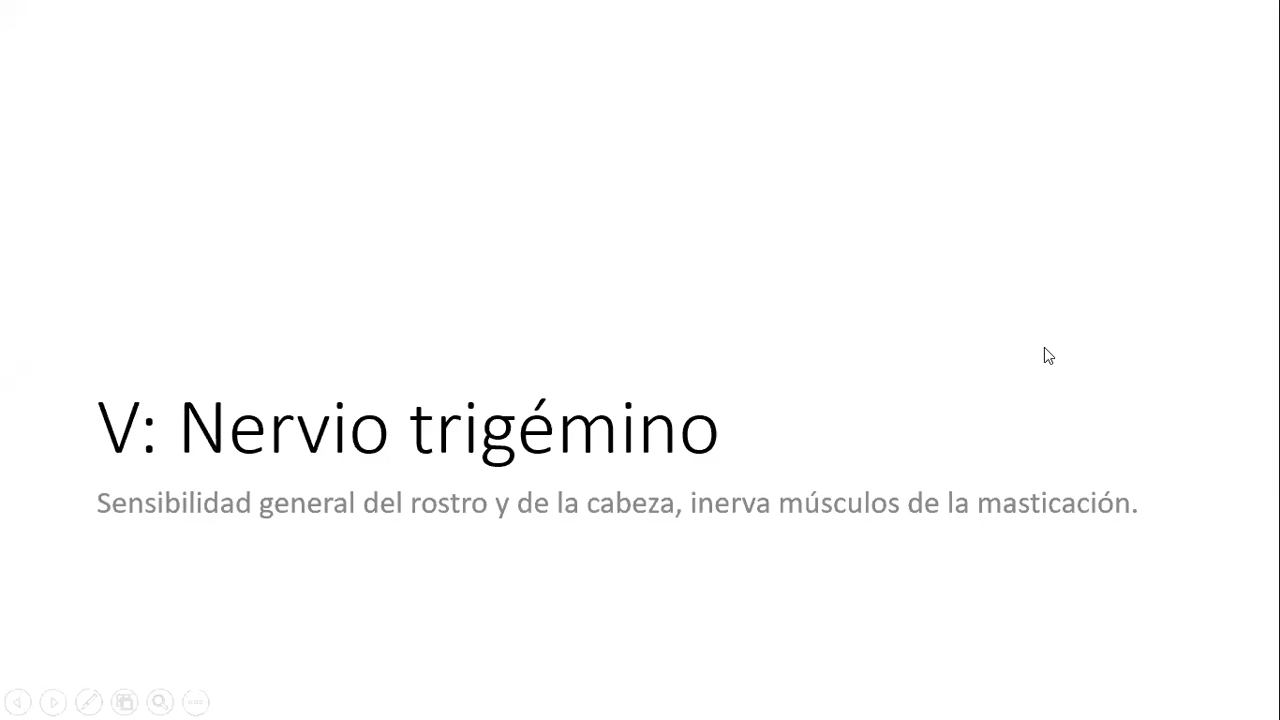 V: Nervio trigémino
Sensibilidad general del rostro y de la cabeza, inerva músculos de la masticación.